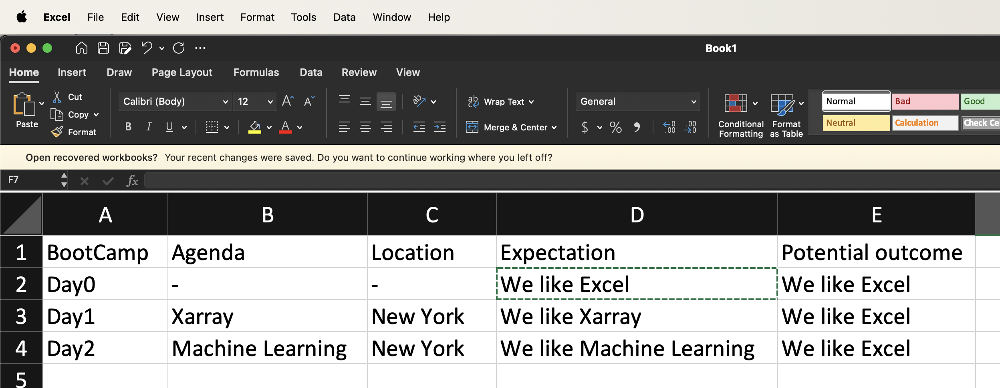 Excel File Edit View Insert Format Tools Data Window Help
Book1
Home Insert Draw Page Layout Formulas Data Review View
Paste
Cut
Copy
Format
Calibri (Body) 12
B I U
Wrap Text
Merge & Center
General
$ % 9
Conditional Formatting
Format as Table
Normal Bad Good
Neutral Calculation Check Cel
Open recovered workbooks? Your recent changes were saved. Do you want to continue working where you left off?
F7 fx
A B C D E
1 BootCamp Agenda Location Expectation Potential outcome
2 Day0 - - We like Excel We like Excel
3 Day1 Xarray New York We like Xarray We like Excel
4 Day2 Machine Learning New York We like Machine Learning We like Excel
5